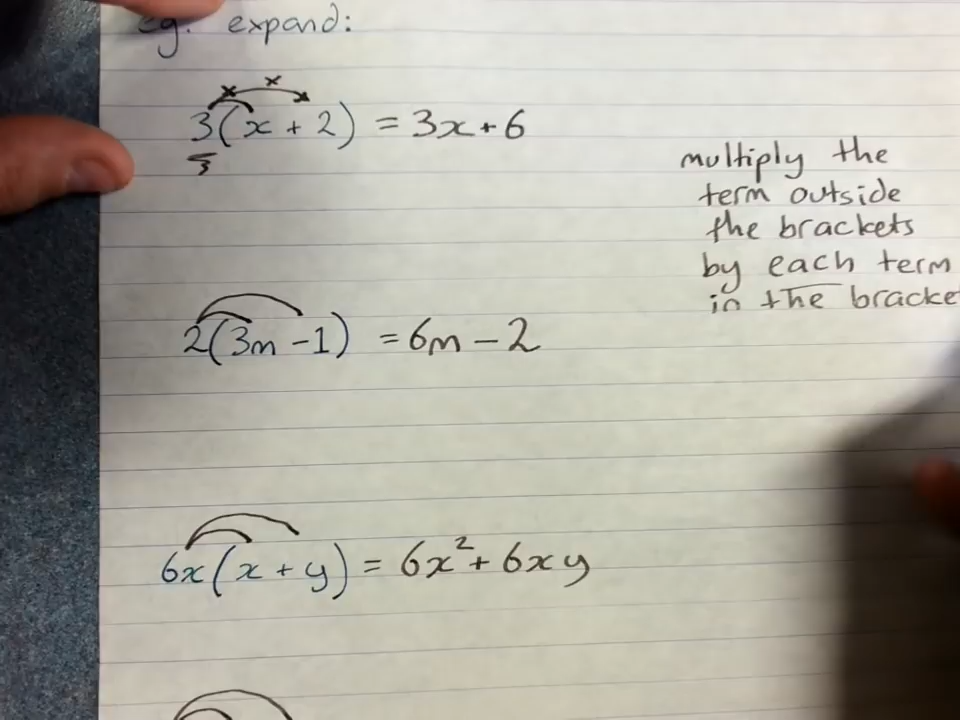 eg. expand:
3(x + 2) = 3x + 6
3
multiply the
term outside
the brackets
by each term
in the bracke
2(3m - 1) = 6m - 2
6x(x + y) = 6x² + 6xy